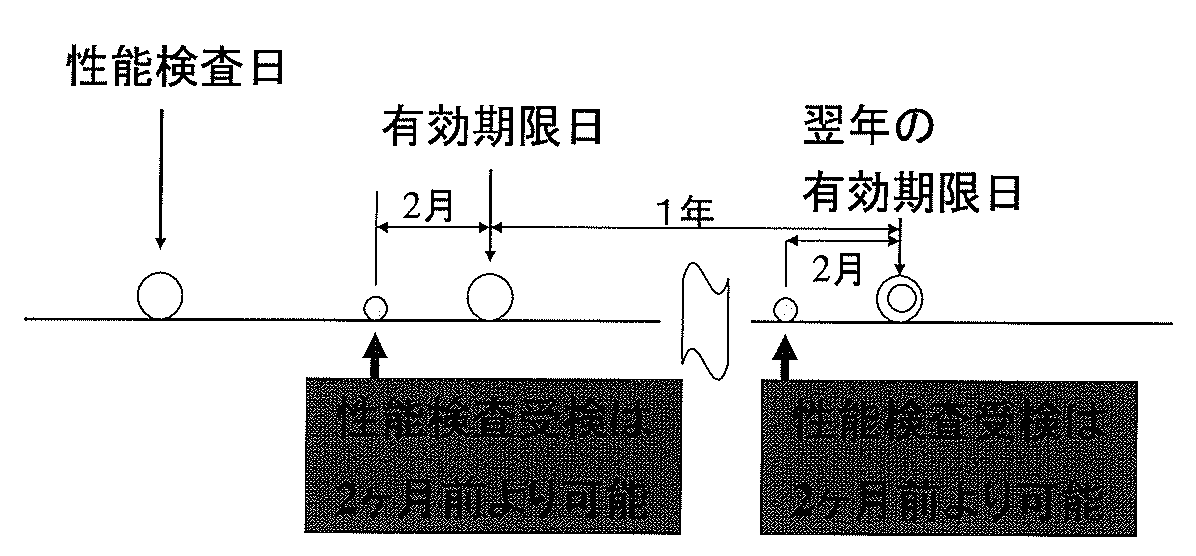 性能検査日
有効期限日
翌年の
有効期限日
2月
1年
2月
性能検査受検は
2ヶ月前より可能
性能検査受検は
2ヶ月前より可能